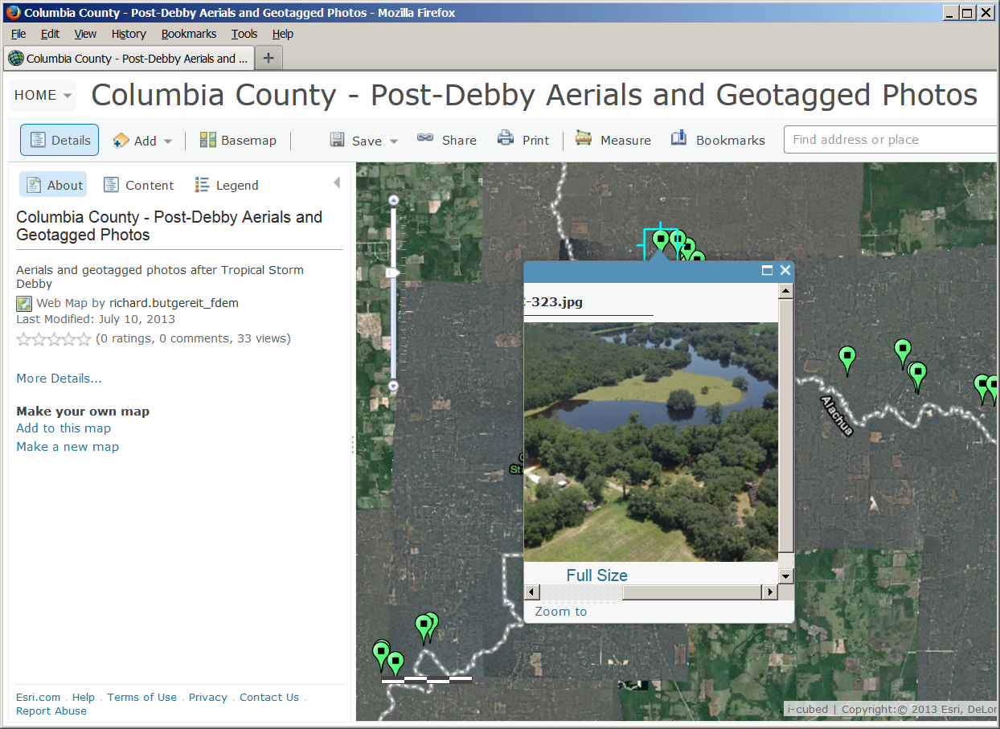 Columbia County - Post-Debby Aerials and Geotagged Photos - Mozilla Firefox
File Edit View History Bookmarks Tools Help
Columbia County - Post-Debby Aerials and ...
HOME Columbia County - Post-Debby Aerials and Geotagged Photos
Details Add Basemap Save Share Print Measure Bookmarks Find address or place
About Content Legend
Columbia County - Post-Debby Aerials and
Geotagged Photos
Aerials and geotagged photos after Tropical Storm
Debby
Web Map by richard.butgereit_fdem
Last Modified: July 10, 2013
(0 ratings, 0 comments, 33 views)
More Details...
Make your own map
Add to this map
Make a new map
Esri.com . Help . Terms of Use . Privacy . Contact Us .
Report Abuse
-323.jpg
Full Size
Zoom to
Alachua
i-cubed | Copyright:© 2013 Esri, DeLor